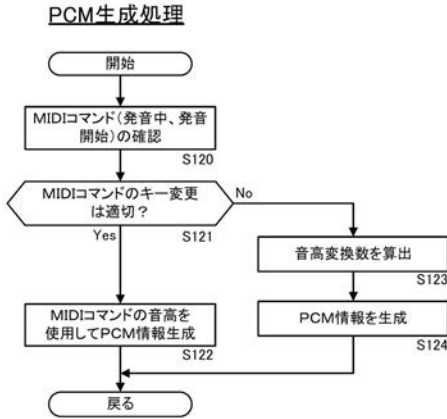 PCM生成処理
開始
MIDIコマンド(発音中、発音
開始)の確認
S120
MIDIコマンドのキー変更
は適切?
No
Yes
S121
音高変換数を算出
S123
MIDIコマンドの音高を
使用してPCM情報生成
S122
PCM情報を生成
S124
戻る